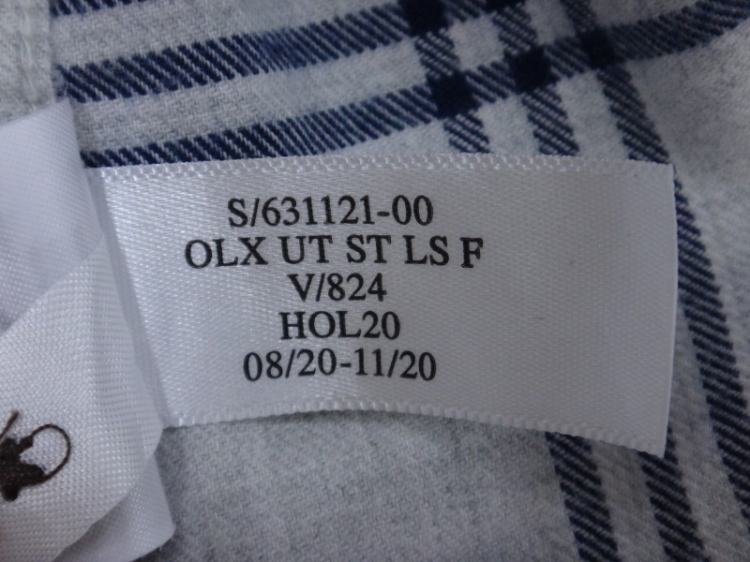 S/631121-00
OLX UT ST LS F
V/824
HOL20
08/20-11/20